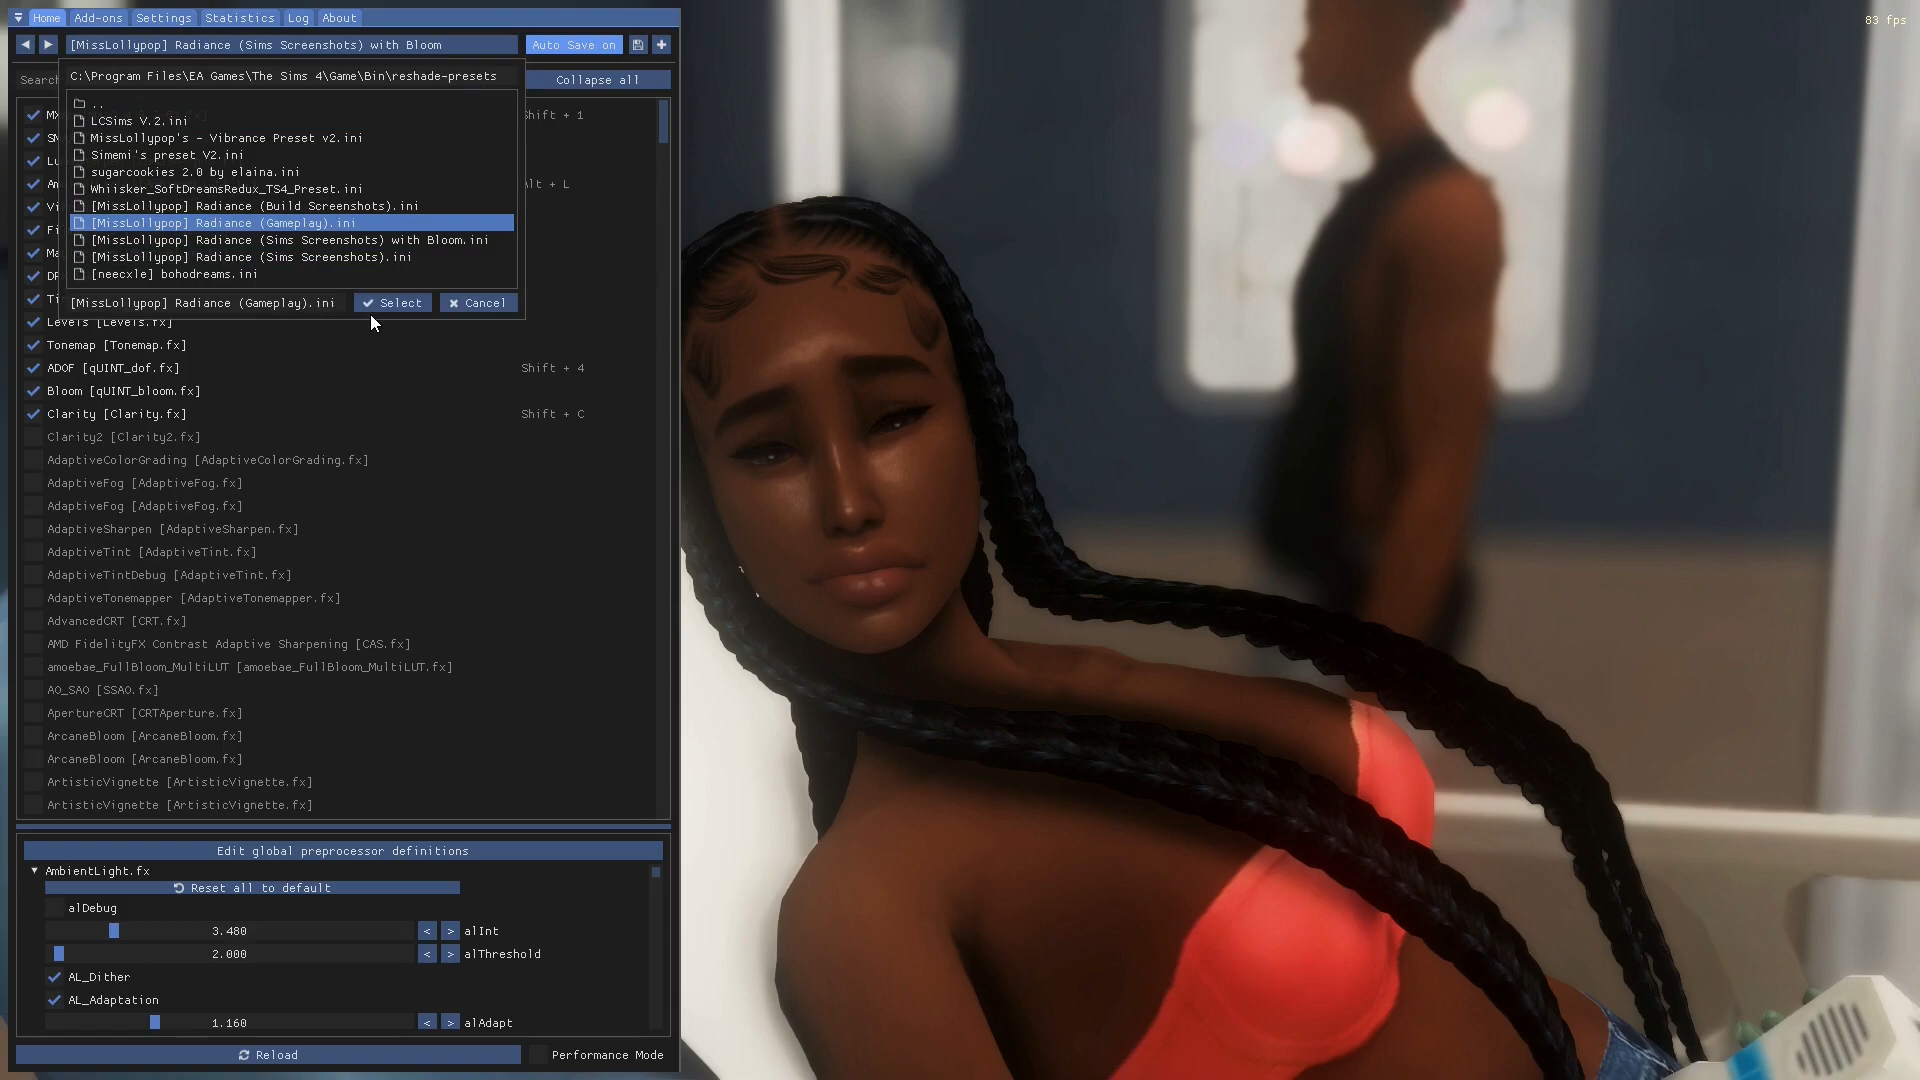 Home Add-ons Settings Statistics Log About
83 fps
[MissLollypop] Radiance (Sims Screenshots) with Bloom Auto Save on
C:\Program Files\EA Games\The Sims 4\Game\Bin\reshade-presets
Search Collapse all
..
Shift + 1
LCSims V.2.ini
MissLollypop's - Vibrance Preset v2.ini
Simemi's preset V2.ini
sugarcookies 2.0 by elaina.ini
Alt + L
Whiisker_SoftDreamsRedux_TS4_Preset.ini
[MissLollypop] Radiance (Build Screenshots).ini
[MissLollypop] Radiance (Gameplay).ini
[MissLollypop] Radiance (Sims Screenshots) with Bloom.ini
[MissLollypop] Radiance (Sims Screenshots).ini
[neecxle] bohodreams.ini
[MissLollypop] Radiance (Gameplay).ini Select Cancel
Levels [Levels.fx]
Tonemap [Tonemap.fx]
ADOF [qUINT_dof.fx] Shift + 4
Bloom [qUINT_bloom.fx]
Clarity [Clarity.fx] Shift + C
Clarity2 [Clarity2.fx]
AdaptiveColorGrading [AdaptiveColorGrading.fx]
AdaptiveFog [AdaptiveFog.fx]
AdaptiveFog [AdaptiveFog.fx]
AdaptiveSharpen [AdaptiveSharpen.fx]
AdaptiveTint [AdaptiveTint.fx]
AdaptiveTintDebug [AdaptiveTint.fx]
AdaptiveTonemapper [AdaptiveTonemapper.fx]
AdvancedCRT [CRT.fx]
AMD FidelityFX Contrast Adaptive Sharpening [CAS.fx]
amoebae_FullBloom_MultiLUT [amoebae_FullBloom_MultiLUT.fx]
AO_SAO [SSAO.fx]
ApertureCRT [CRTAperture.fx]
ArcaneBloom [ArcaneBloom.fx]
ArcaneBloom [ArcaneBloom.fx]
ArtisticVignette [ArtisticVignette.fx]
ArtisticVignette [ArtisticVignette.fx]
Edit global preprocessor definitions
AmbientLight.fx
Reset all to default
alDebug
3.480 < > alInt
2.000 < > alThreshold
AL_Dither
AL_Adaptation
1.160 < > alAdapt
Reload Performance Mode